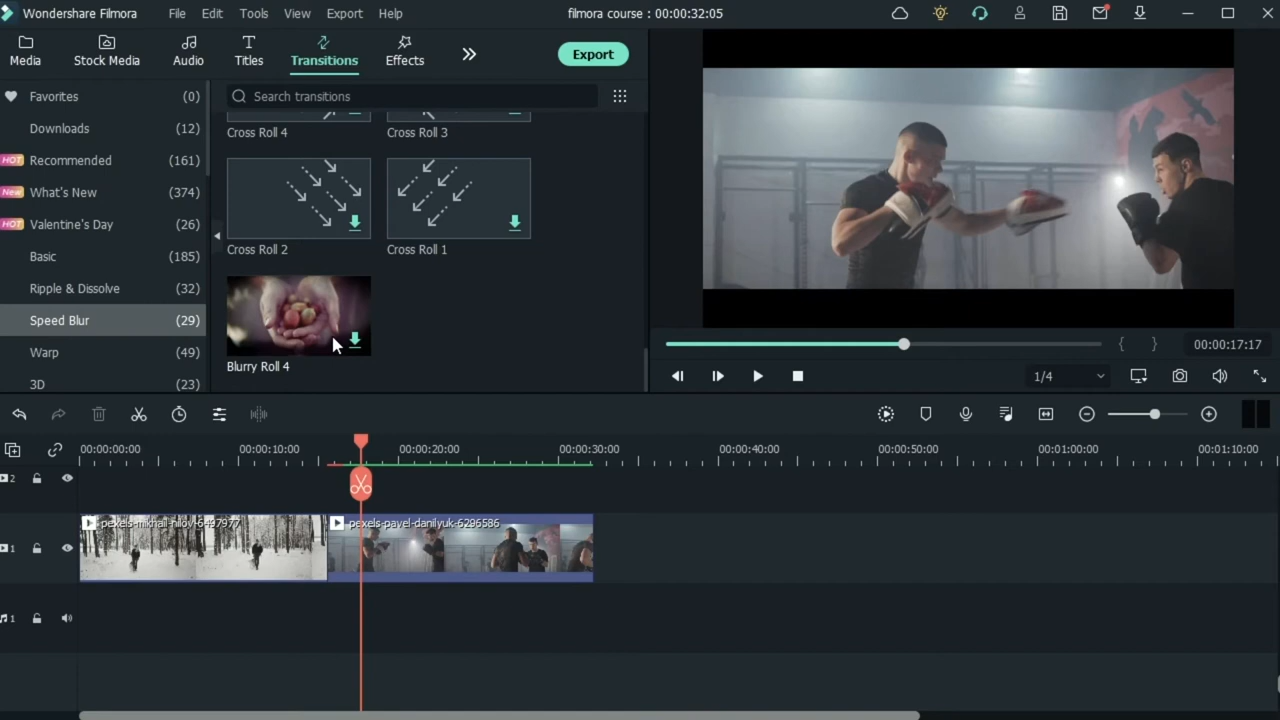 Wondershare Filmora File Edit Tools View Export Help filmora course : 00:00:32:05
Media Stock Media Audio Titles Transitions Effects Export
Favorites (0)
Downloads (12)
HOT Recommended (161)
New What's New (374)
HOT Valentine's Day (26)
Basic (185)
Ripple & Dissolve (32)
Speed Blur (29)
Warp (49)
3D (23)
Search transitions
Cross Roll 4 Cross Roll 3
Cross Roll 2 Cross Roll 1
Blurry Roll 4
{ } 00:00:17:17
1/4
00:00:00:00 00:00:10:00 00:00:20:00 00:00:30:00 00:00:40:00 00:00:50:00 00:01:00:00 00:01:10:00
2
1 pexels-mikhail-nilov-6497977 pexels-pavel-danilyuk-6296586
1